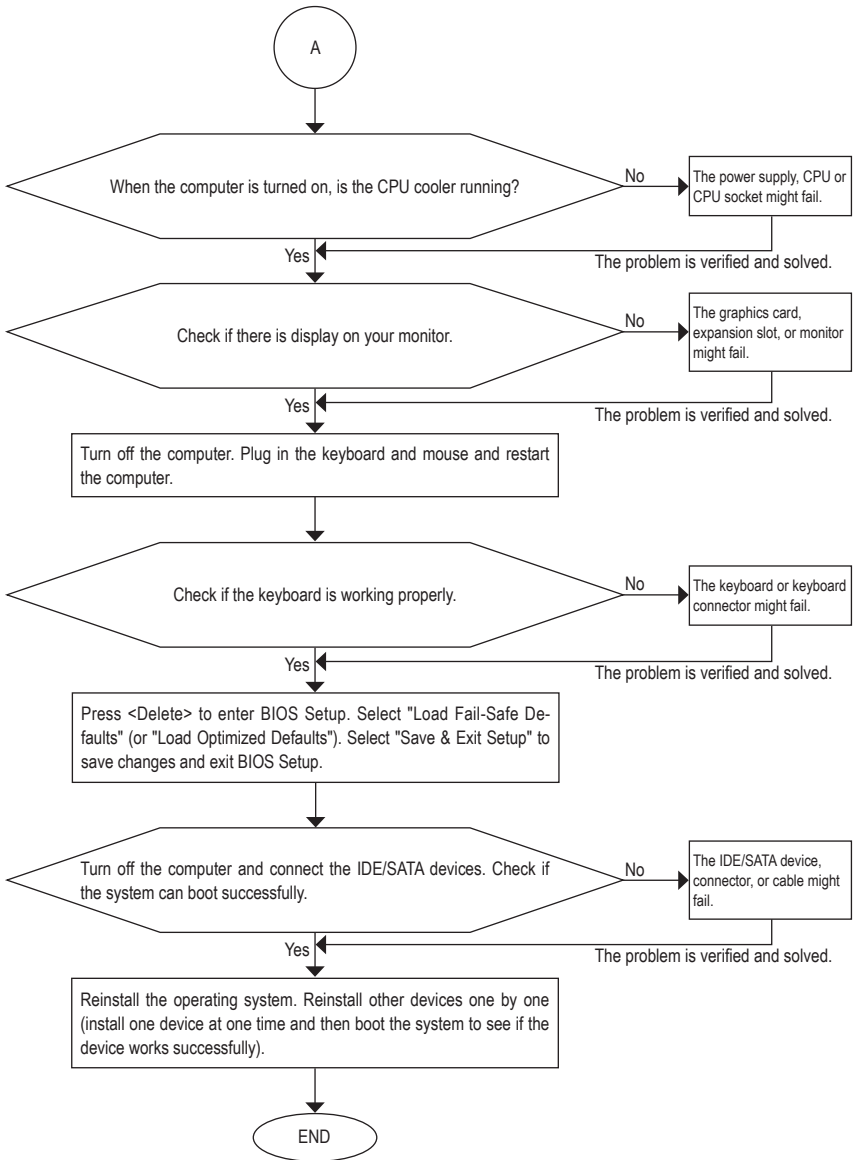 A
When the computer is turned on, is the CPU cooler running?
No
The power supply, CPU or
CPU socket might fail.
Yes
The problem is verified and solved.
Check if there is display on your monitor.
No
The graphics card,
expansion slot, or monitor
might fail.
Yes
The problem is verified and solved.
Turn off the computer. Plug in the keyboard and mouse and restart
the computer.
Check if the keyboard is working properly.
No
The keyboard or keyboard
connector might fail.
Yes
The problem is verified and solved.
Press <Delete> to enter BIOS Setup. Select "Load Fail-Safe De-
faults" (or "Load Optimized Defaults"). Select "Save & Exit Setup" to
save changes and exit BIOS Setup.
Turn off the computer and connect the IDE/SATA devices. Check if
the system can boot successfully.
No
The IDE/SATA device,
connector, or cable might
fail.
Yes
The problem is verified and solved.
Reinstall the operating system. Reinstall other devices one by one
(install one device at one time and then boot the system to see if the
device works successfully).
END